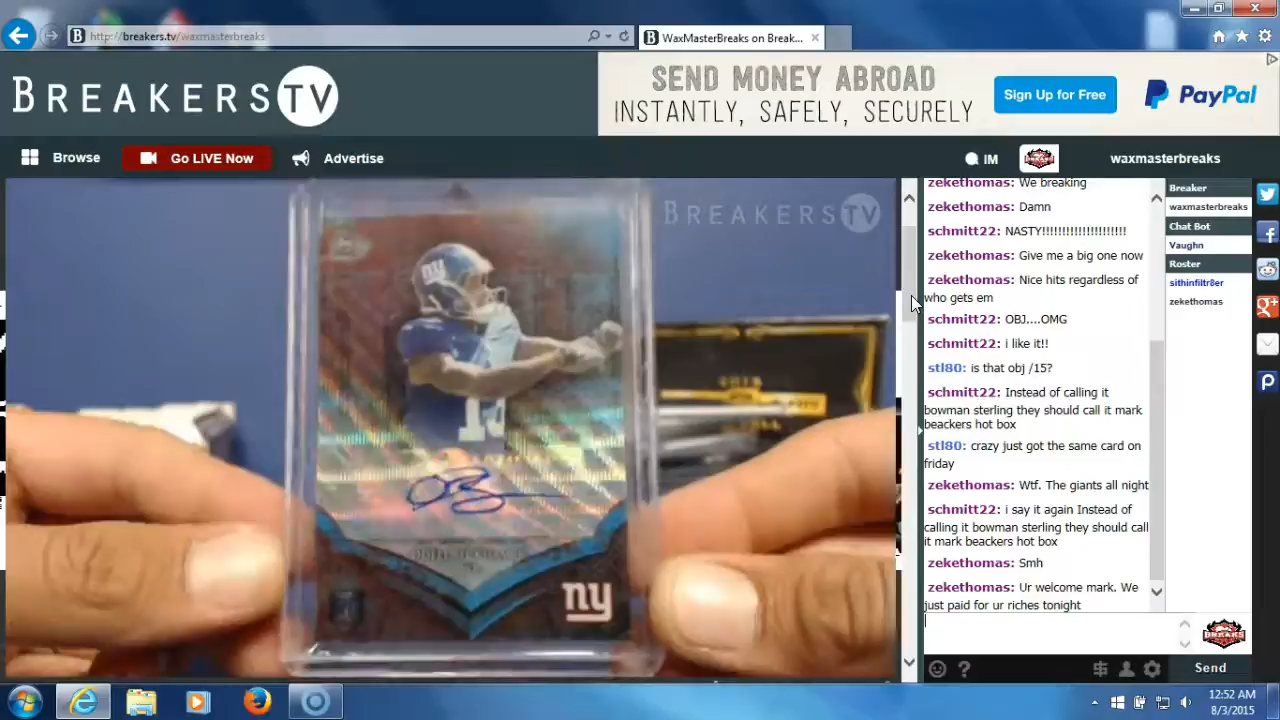 http://breakers.tv/waxmasterbreaks
WaxMasterBreaks on Break...
BREAKERSTV
SEND MONEY ABROAD
INSTANTLY, SAFELY, SECURELY
Sign Up for Free
PayPal
Browse
Go LIVE Now
Advertise
IM
waxmasterbreaks
BREAKERSTV
ny
13
ny
zekethomas: We breaking
zekethomas: Damn
schmitt22: NASTY!!!!!!!!!!!!!!!!!!!!!
zekethomas: Give me a big one now
zekethomas: Nice hits regardless of
who gets em
schmitt22: OBJ....OMG
schmitt22: i like it!!
stl80: is that obj /15?
schmitt22: Instead of calling it
bowman sterling they should call it mark
beackers hot box
stl80: crazy just got the same card on
friday
zekethomas: Wtf. The giants all night
schmitt22: i say it again Instead of
calling it bowman sterling they should call
it mark beackers hot box
zekethomas: Smh
zekethomas: Ur welcome mark. We
just paid for ur riches tonight
Breaker
waxmasterbreaks
Chat Bot
Vaughn
Roster
sithinfiltr8er
zekethomas
BREAKS
Send
12:52 AM
8/3/2015